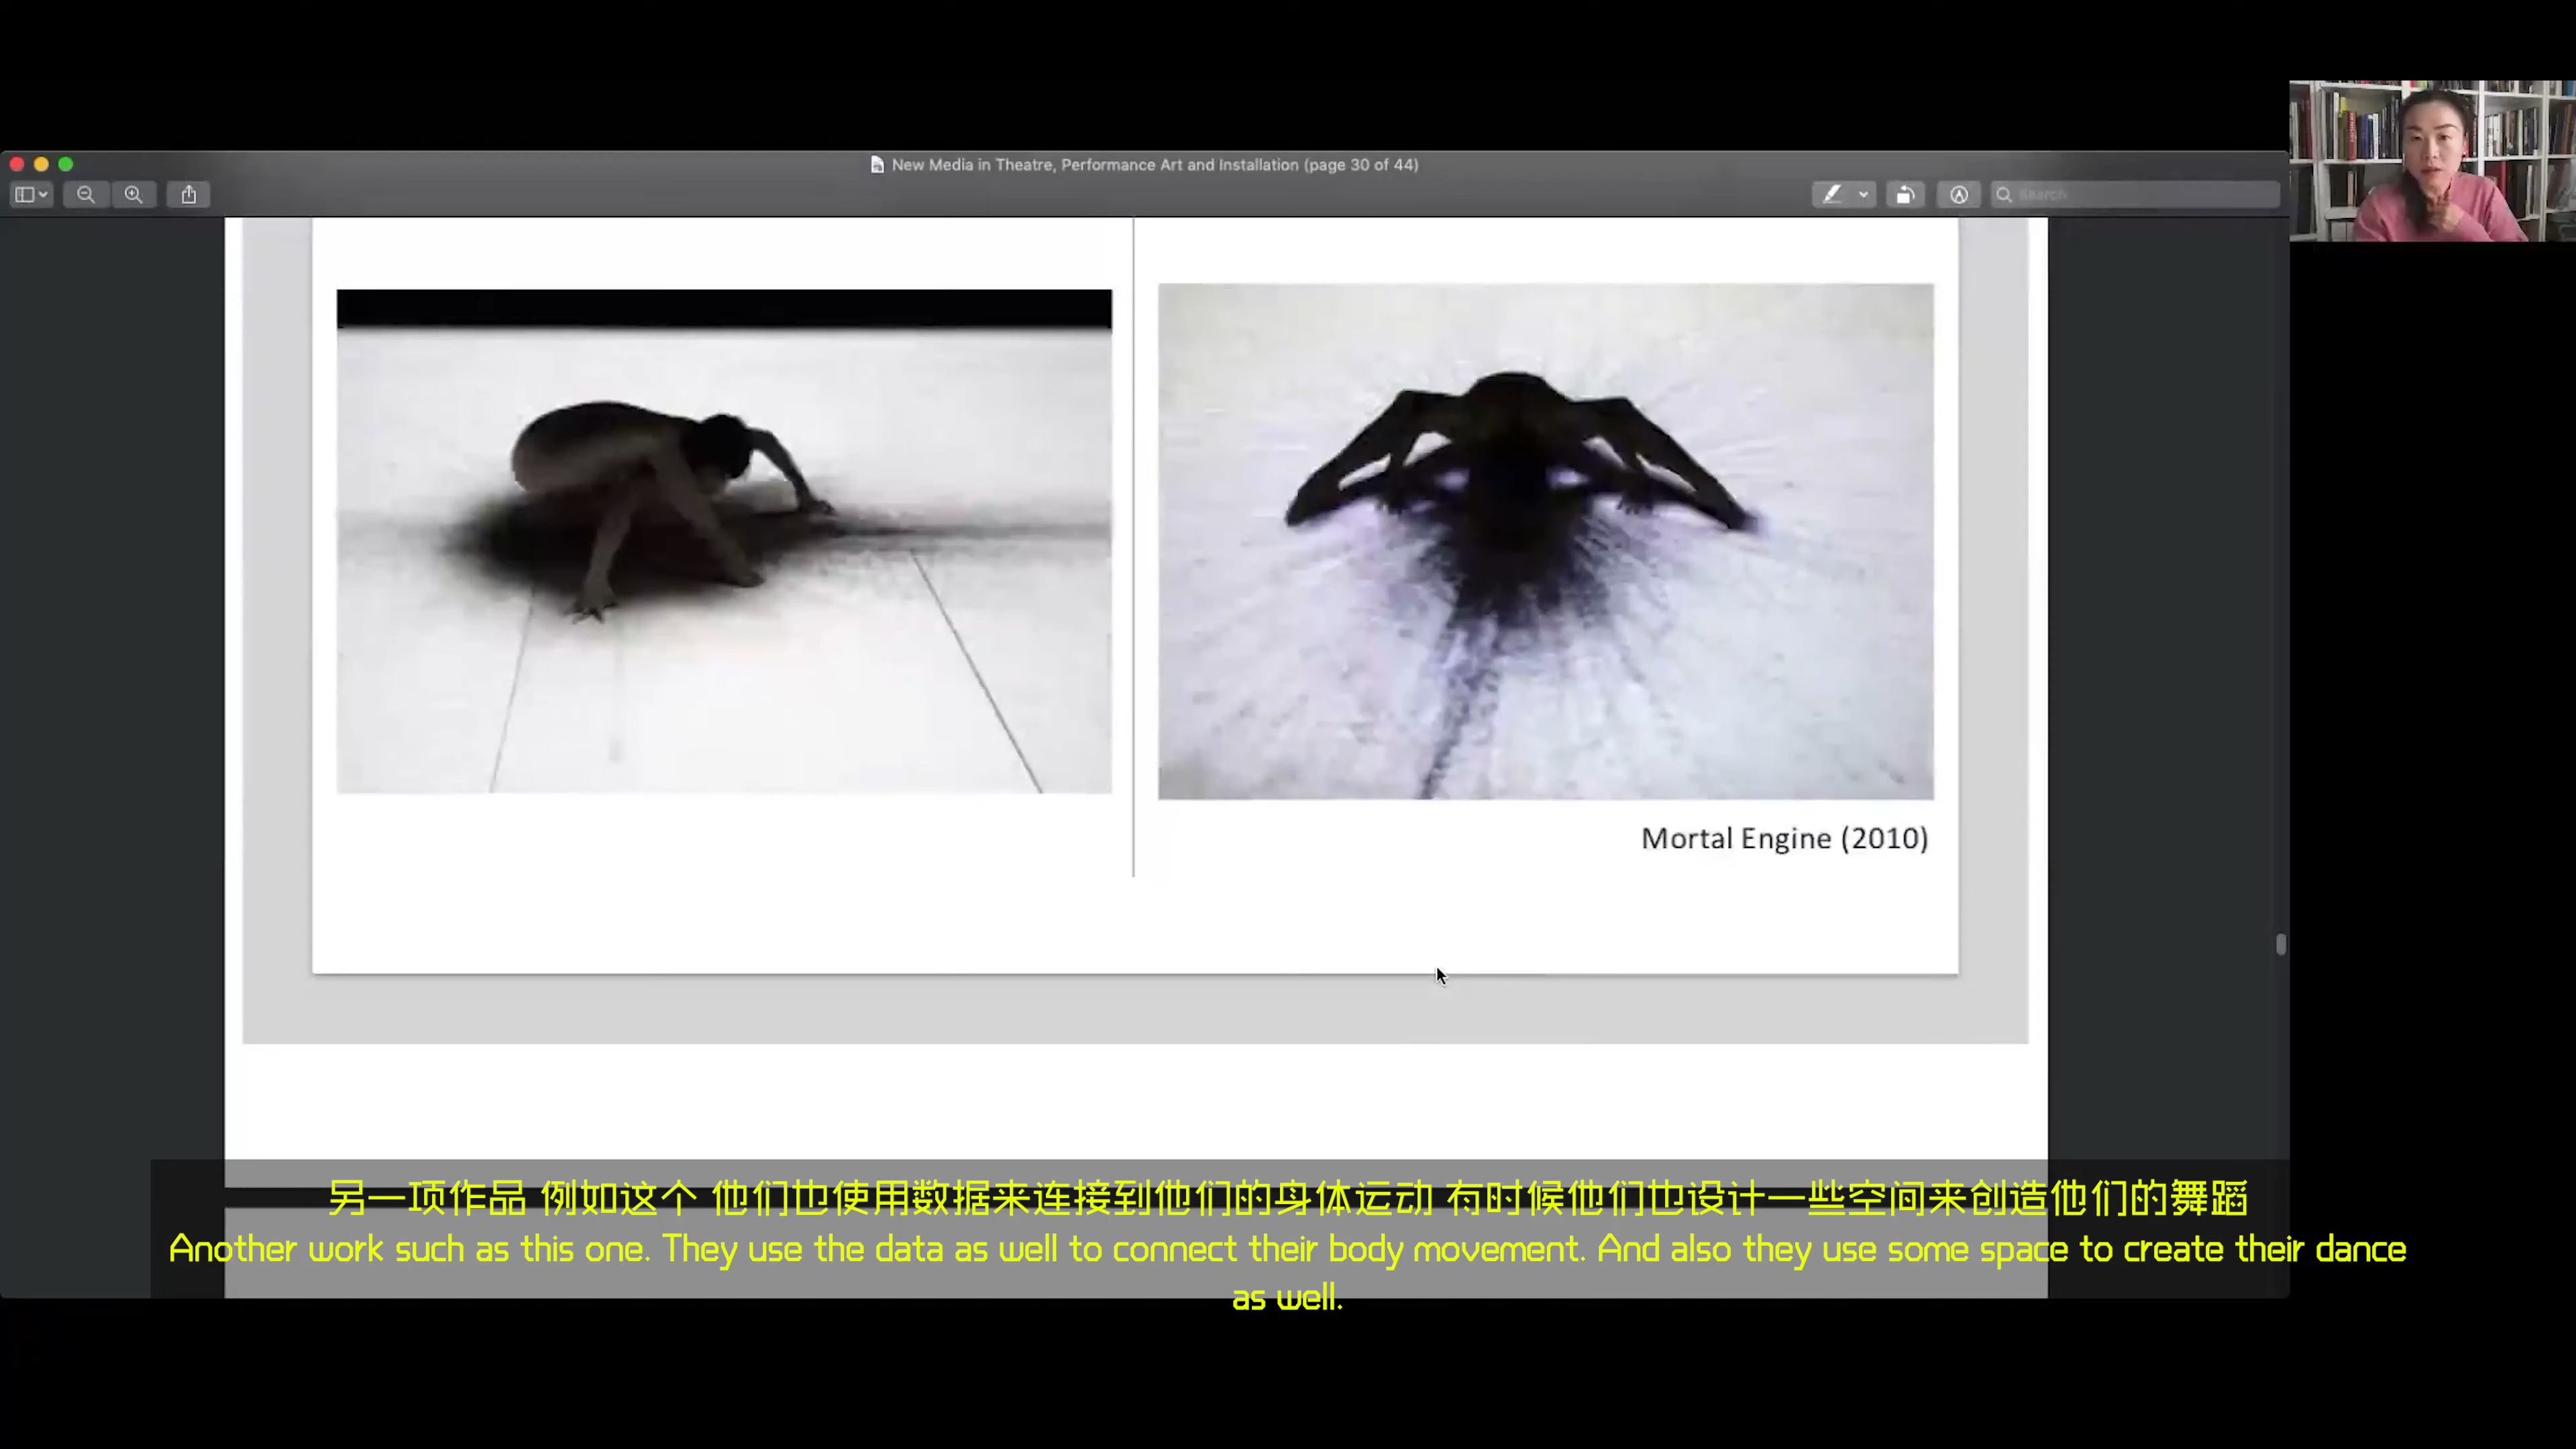 New Media in Theatre, Performance Art and Installation (page 30 of 44)
Search
Mortal Engine (2010)
另一项作品 例如这个 他们也使用数据来连接到他们的身体运动 有时候他们也设计一些空间来创造他们的舞蹈
Another work such as this one. They use the data as well to connect their body movement. And also they use some space to create their dance
as well.